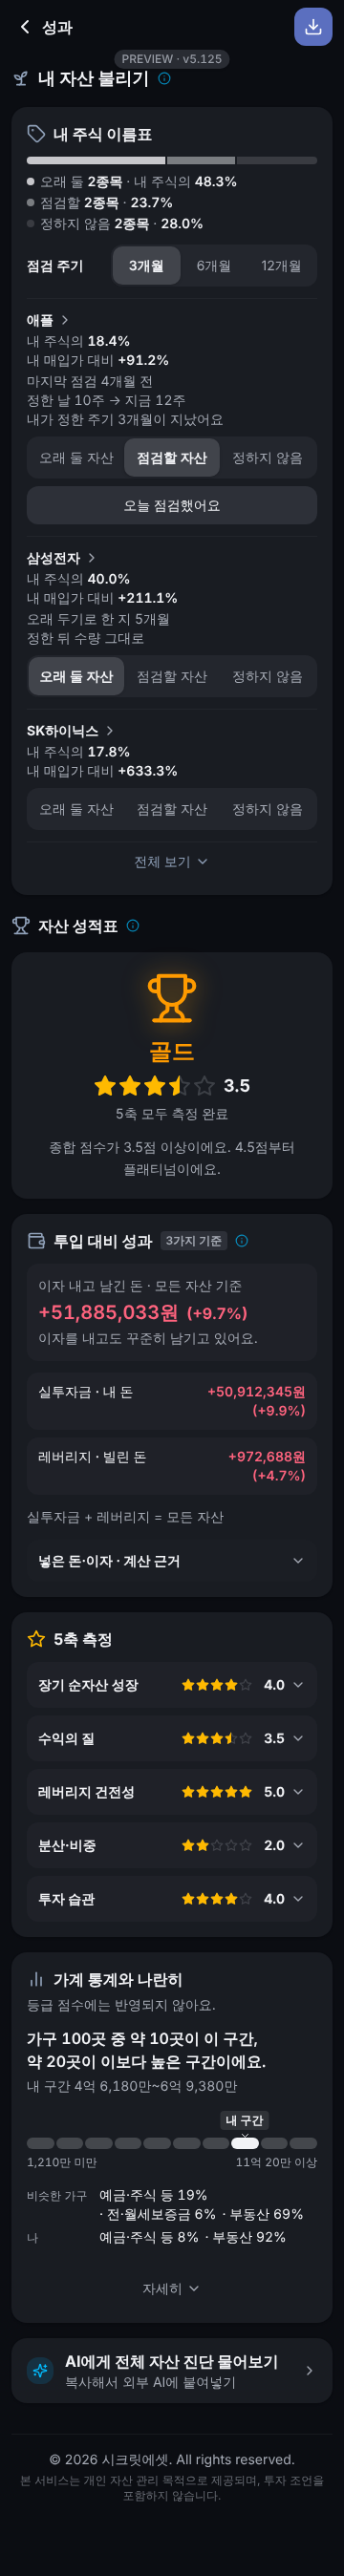 성과
PREVIEW · v5.125
내 자산 불리기
내 주식 이름표
오래 둘 2종목 · 내 주식의 48.3%
점검할 2종목 · 23.7%
정하지 않음 2종목 · 28.0%
점검 주기 3개월 6개월 12개월
애플
내 주식의 18.4%
내 매입가 대비 +91.2%
마지막 점검 4개월 전
정한 날 10주 → 지금 12주
내가 정한 주기 3개월이 지났어요
오래 둘 자산 점검할 자산 정하지 않음
오늘 점검했어요
삼성전자
내 주식의 40.0%
내 매입가 대비 +211.1%
오래 두기로 한 지 5개월
정한 뒤 수량 그대로
오래 둘 자산 점검할 자산 정하지 않음
SK하이닉스
내 주식의 17.8%
내 매입가 대비 +633.3%
오래 둘 자산 점검할 자산 정하지 않음
전체 보기
자산 성적표
골드
3.5
5축 모두 측정 완료
종합 점수가 3.5점 이상이에요. 4.5점부터
플래티넘이에요.
투입 대비 성과 3가지 기준
이자 내고 남긴 돈 · 모든 자산 기준
+51,885,033원 (+9.7%)
이자를 내고도 꾸준히 남기고 있어요.
실투자금 · 내 돈 +50,912,345원
(+9.9%)
레버리지 · 빌린 돈 +972,688원
(+4.7%)
실투자금 + 레버리지 = 모든 자산
넣은 돈·이자 · 계산 근거
5축 측정
장기 순자산 성장 4.0
수익의 질 3.5
레버리지 건전성 5.0
분산·비중 2.0
투자 습관 4.0
가계 통계와 나란히
등급 점수에는 반영되지 않아요.
가구 100곳 중 약 10곳이 이 구간,
약 20곳이 이보다 높은 구간이에요.
내 구간 4억 6,180만~6억 9,380만
내 구간
1,210만 미만 11억 20만 이상
비슷한 가구 예금·주식 등 19%
· 전·월세보증금 6% · 부동산 69%
나 예금·주식 등 8% · 부동산 92%
자세히
AI에게 전체 자산 진단 물어보기
복사해서 외부 AI에 붙여넣기
© 2026 시크릿에셋. All rights reserved.
본 서비스는 개인 자산 관리 목적으로 제공되며, 투자 조언을
포함하지 않습니다.